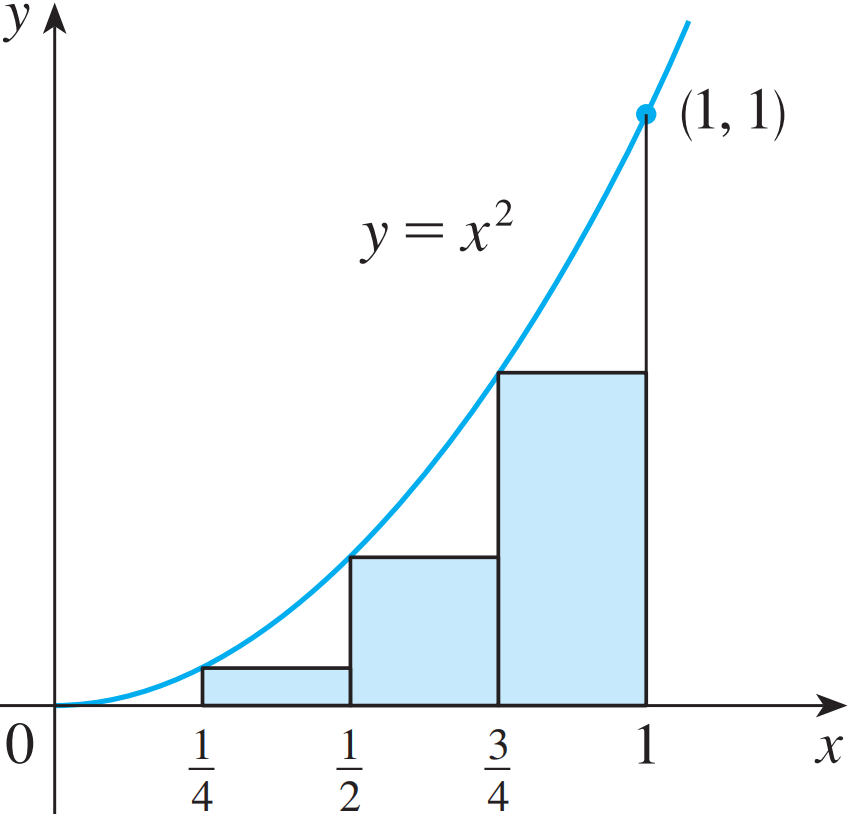 y
(1, 1)
y = x²
0
1/4
1/2
3/4
1
x